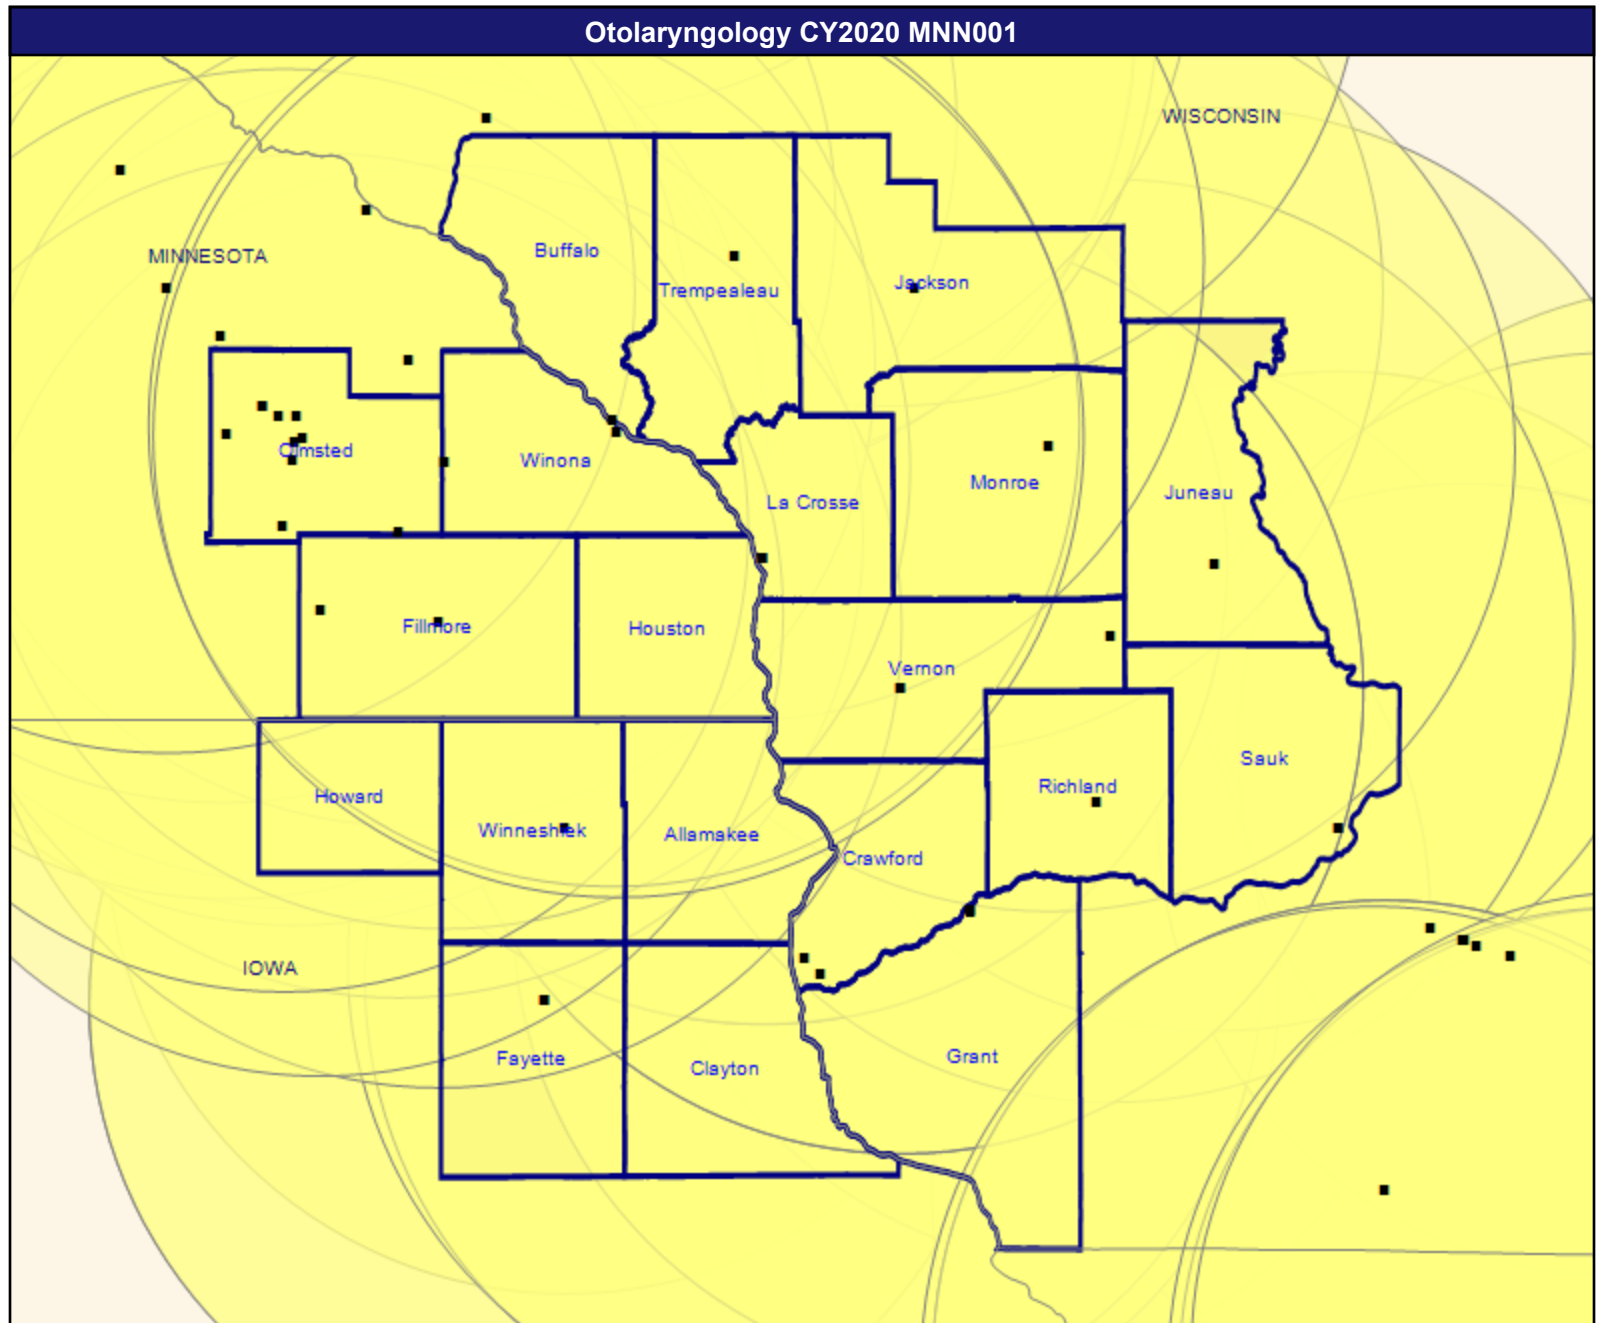 Otolaryngology CY2020 MNN001
WISCONSIN
MINNESOTA
Buffalo
Trempealeau
Jackson
Olmsted
Winona
La Crosse
Monroe
Juneau
Fillmore
Houston
Vernon
Howard
Winneshiek
Allamakee
Crawford
Richland
Sauk
IOWA
Fayette
Clayton
Grant